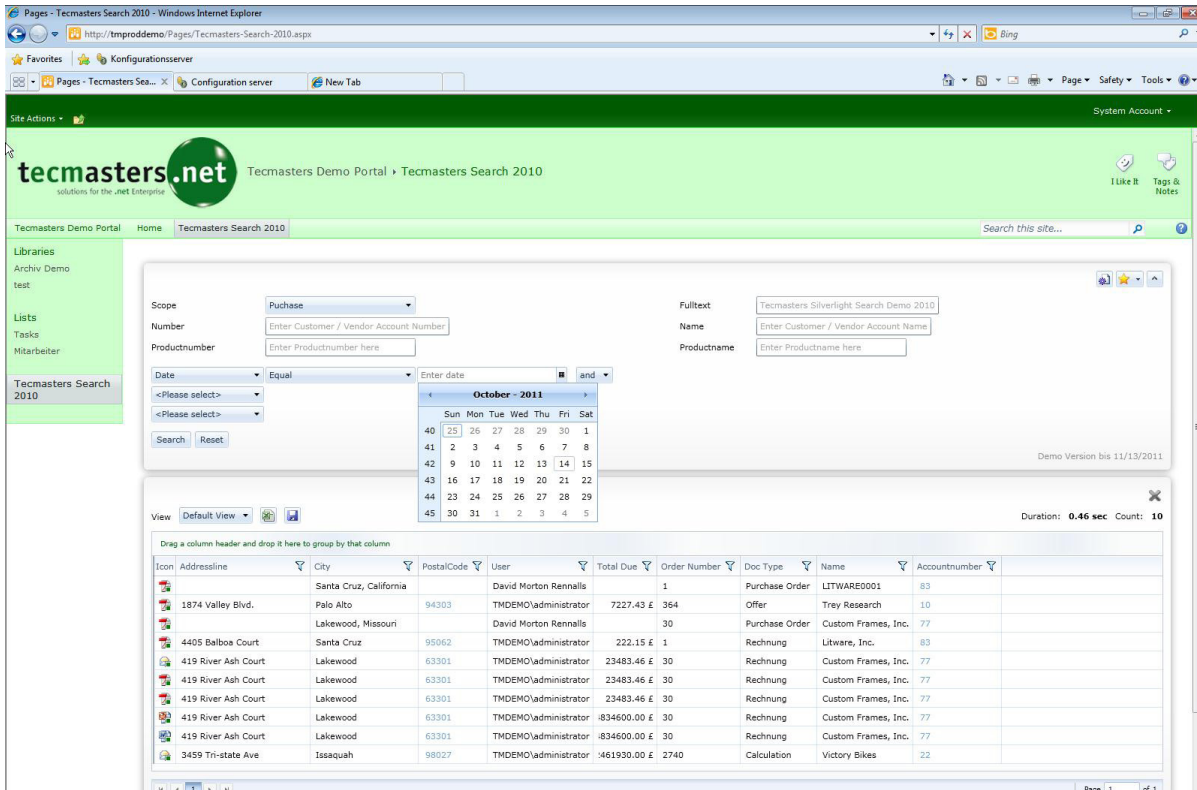 Pages - Tecmasters Search 2010 - Windows Internet Explorer
http://tmproddemo/Pages/Tecmasters-Search-2010.aspx
Bing
Favorites Konfigurationsserver
Pages - Tecmasters Sea... Configuration server New Tab Page Safety Tools
Site Actions System Account
tecmasters.net
solutions for the .net Enterprise
Tecmasters Demo Portal Tecmasters Search 2010
I Like It Tags & Notes
Tecmasters Demo Portal Home Tecmasters Search 2010 Search this site...
Libraries
Archiv Demo
test
Lists
Tasks
Mitarbeiter
Tecmasters Search 2010
Scope Puchase Fulltext Tecmasters Silverlight Search Demo 2010
Number Enter Customer / Vendor Account Number Name Enter Customer / Vendor Account Name
Productnumber Enter Productnumber here Productname Enter Productname here
Date Equal Enter date and
<Please select>
<Please select>
Search Reset
October - 2011
Sun Mon Tue Wed Thu Fri Sat
40 25 26 27 28 29 30 1
41 2 3 4 5 6 7 8
42 9 10 11 12 13 14 15
43 16 17 18 19 20 21 22
44 23 24 25 26 27 28 29
45 30 31 1 2 3 4 5
Demo Version bis 11/13/2011
View Default View Duration: 0.46 sec Count: 10
Drag a column header and drop it here to group by that column
Icon Addressline City PostalCode User Total Due Order Number Doc Type Name Accountnumber
Santa Cruz, California David Morton Rennalls 1 Purchase Order LITWARE0001 83
1874 Valley Blvd. Palo Alto 94303 TMDEMO\administrator 7227.43 £ 364 Offer Trey Research 10
Lakewood, Missouri David Morton Rennalls 30 Purchase Order Custom Frames, Inc. 77
4405 Balboa Court Santa Cruz 95062 TMDEMO\administrator 222.15 £ 1 Rechnung Litware, Inc. 83
419 River Ash Court Lakewood 63301 TMDEMO\administrator 23483.46 £ 30 Rechnung Custom Frames, Inc. 77
419 River Ash Court Lakewood 63301 TMDEMO\administrator 23483.46 £ 30 Rechnung Custom Frames, Inc. 77
419 River Ash Court Lakewood 63301 TMDEMO\administrator 23483.46 £ 30 Rechnung Custom Frames, Inc. 77
419 River Ash Court Lakewood 63301 TMDEMO\administrator 834600.00 £ 30 Rechnung Custom Frames, Inc. 77
419 River Ash Court Lakewood 63301 TMDEMO\administrator 834600.00 £ 30 Rechnung Custom Frames, Inc. 77
3459 Tri-state Ave Issaquah 98027 TMDEMO\administrator 461930.00 £ 2740 Calculation Victory Bikes 22
1 Page 1 of 1